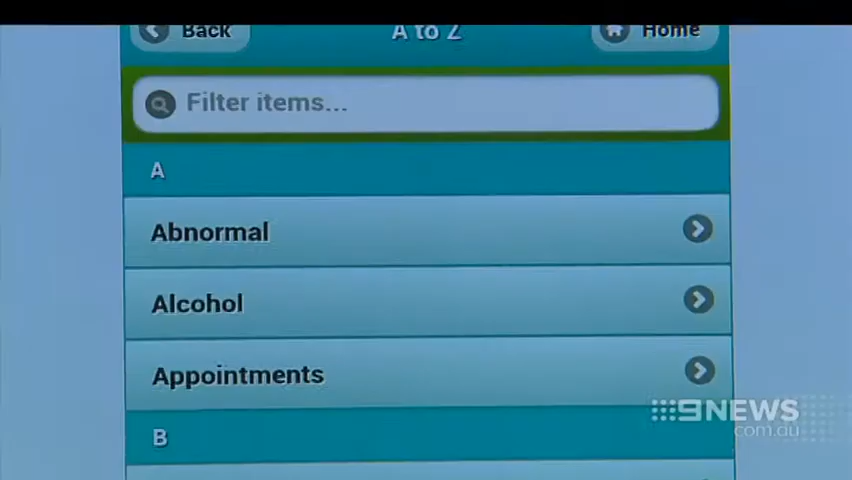 Back
A to Z
Home
Filter items...
A
Abnormal
Alcohol
Appointments
B
9NEWS
com.au